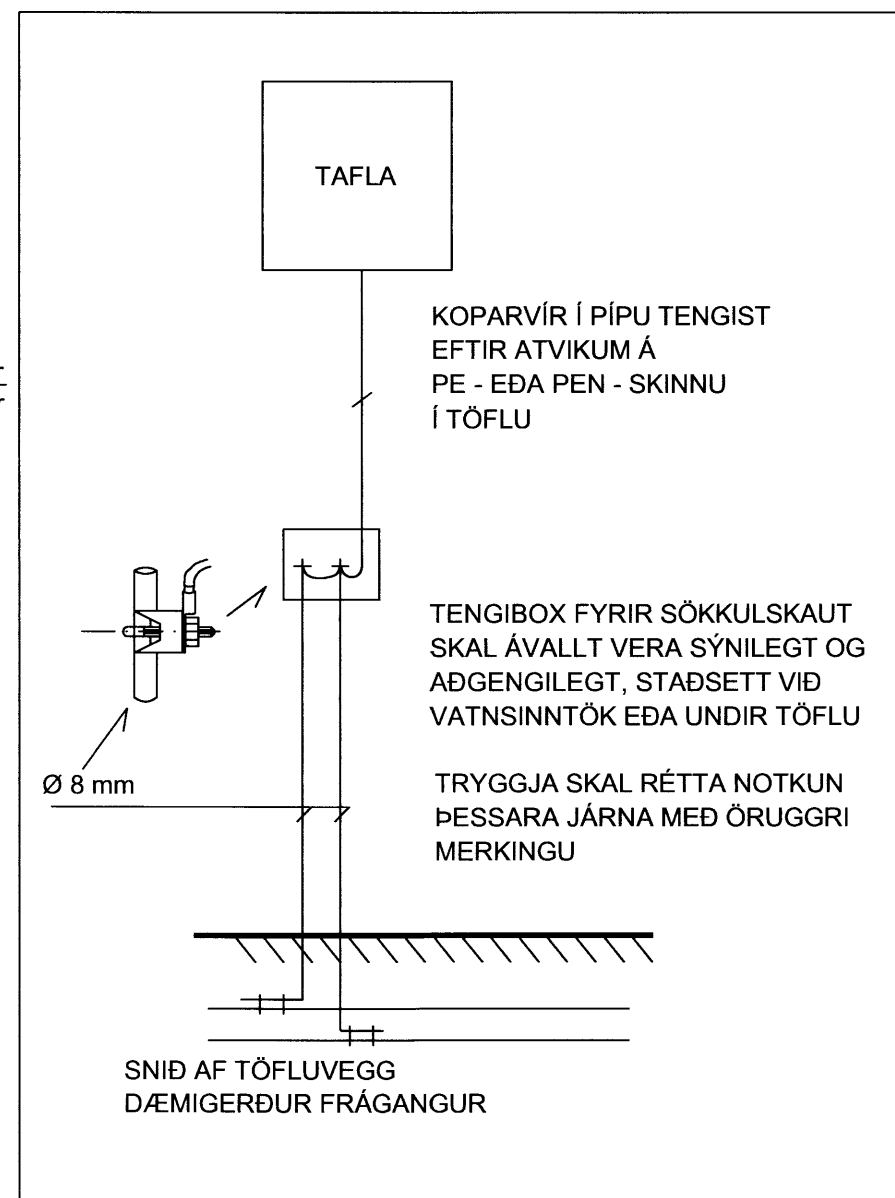 TAFLA
KOPARVÍR Í PÍPU TENGIST
EFTIR ATVIKUM Á
PE - EÐA PEN - SKINNU
Í TÖFLU
TENGIBOX FYRIR SÖKKULSKAUT
SKAL ÁVALLT VERA SÝNILEGT OG
AÐGENGILEGT, STAÐSETT VIÐ
VATNSINNTÖK EÐA UNDIR TÖFLU
Ø 8 mm
TRYGGJA SKAL RÉTTA NOTKUN
ÞESSARA JÁRNA MEÐ ÖRUGGRI
MERKINGU
SNIÐ AF TÖFLUVEGG
DÆMIGERÐUR FRÁGANGUR